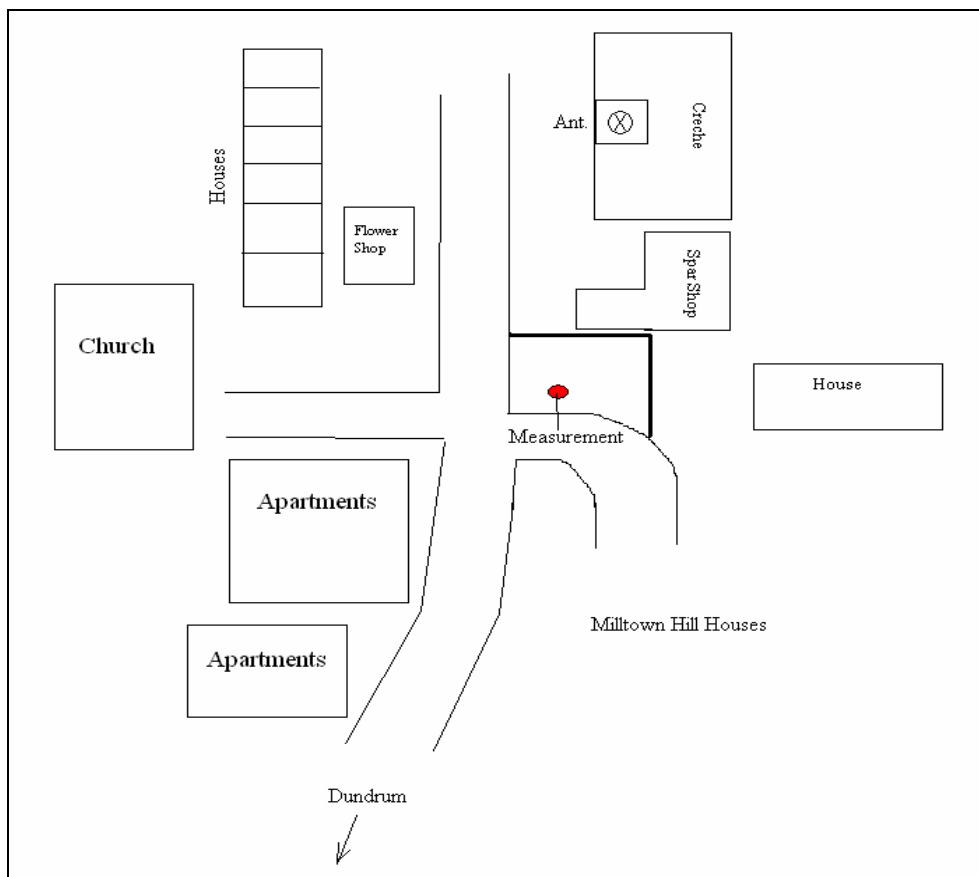 Ant.
Creche
Houses
Flower
Shop
Spar Shop
Church
House
Measurement
Apartments
Milltown Hill Houses
Apartments
Dundrum